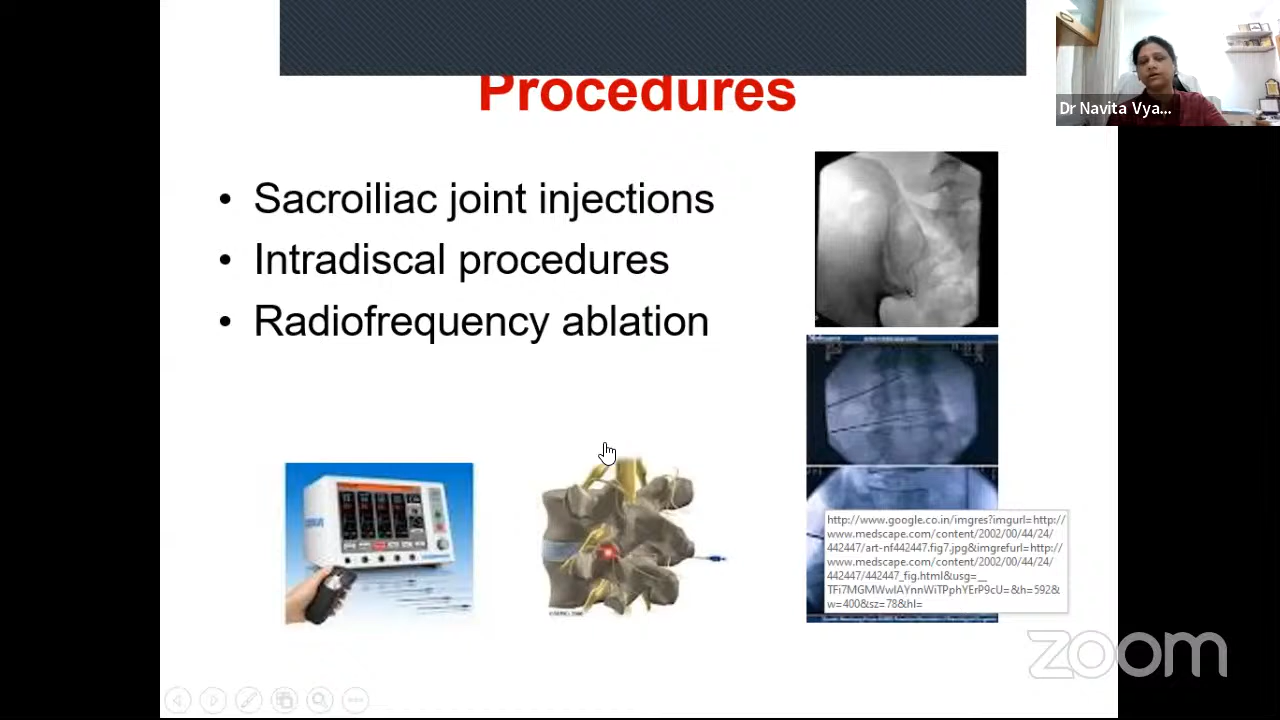 Procedures
Dr Navita Vya...
• Sacroiliac joint injections
• Intradiscal procedures
• Radiofrequency ablation
http://www.google.co.in/imgres?imgurl=http://
www.medscape.com/content/2002/00/44/24/
442447/art-nf442447.fig7.jpg&imgrefurl=http://
www.medscape.com/content/2002/00/44/24/
442447/442447_fig.html&usg=__
TFi7MGMWwIAYnnWiTPphYErP9cU=&h=592&
w=400&sz=78&hl=
zoom